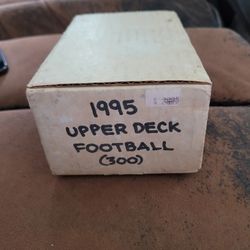 1995
UPPER DECK
FOOTBALL
(300)